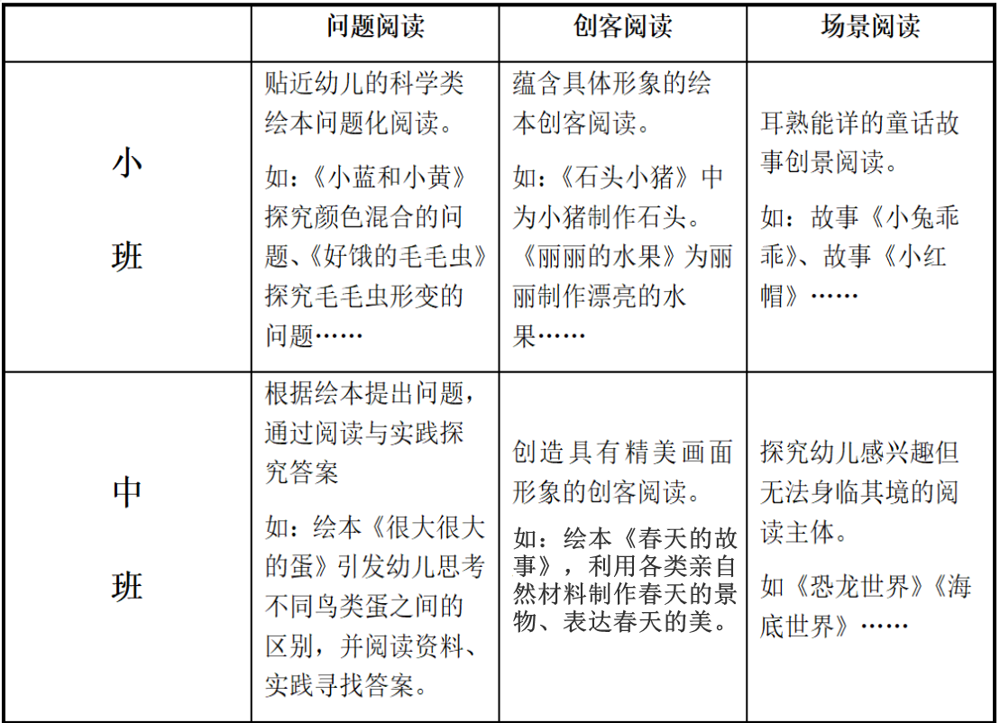 问题阅读
创客阅读
场景阅读
小
班
贴近幼儿的科学类
绘本问题化阅读。
如：《小蓝和小黄》
探究颜色混合的问
题、《好饿的毛毛虫》
探究毛毛虫形变的
问题……
蕴含具体形象的绘
本创客阅读。
如：《石头小猪》中
为小猪制作石头。
《丽丽的水果》为丽
丽制作漂亮的水
果……
耳熟能详的童话故
事创景阅读。
如：故事《小兔乖
乖》、故事《小红
帽》……
中
班
根据绘本提出问题，
通过阅读与实践探
究答案
如：绘本《很大很大
的蛋》引发幼儿思考
不同鸟类蛋之间的
区别，并阅读资料、
实践寻找答案。
创造具有精美画面
形象的创客阅读。
如：绘本《春天的故
事》，利用各类亲自
然材料制作春天的景
物、表达春天的美。
探究幼儿感兴趣但
无法身临其境的阅
读主体。
如《恐龙世界》《海
底世界》……